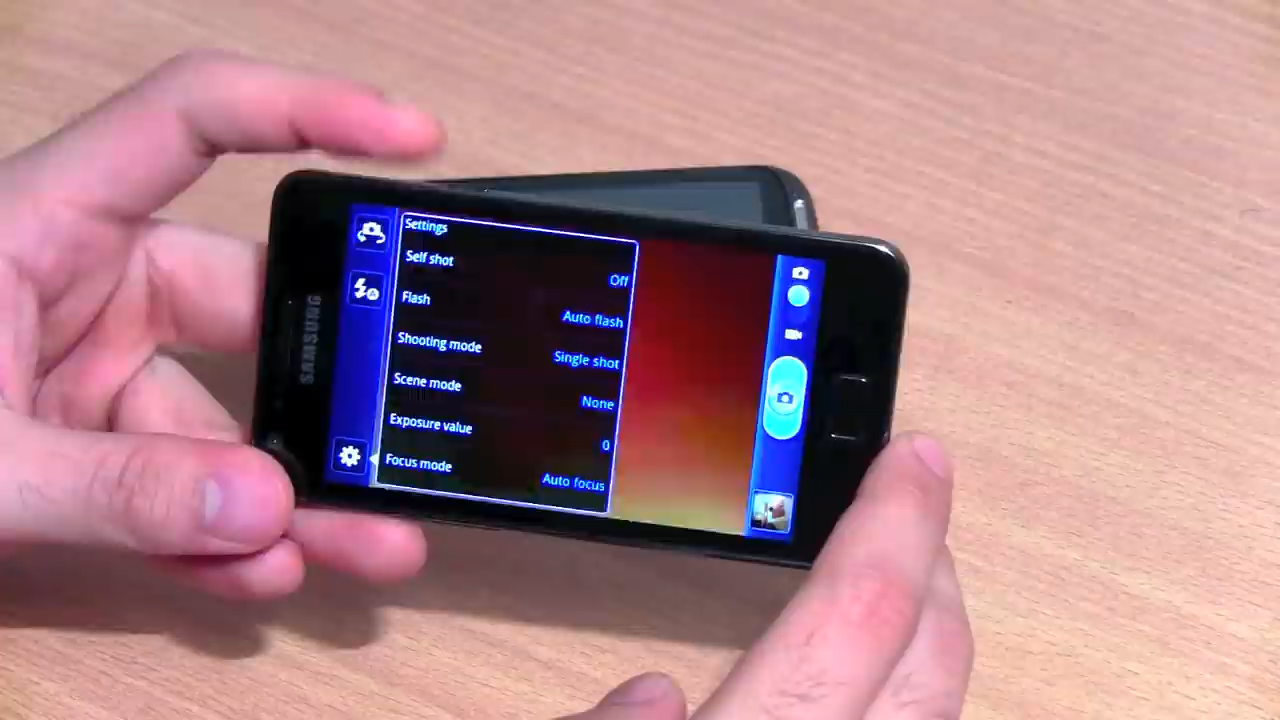 SAMSUNG
Settings
Self shot
Off
Flash
Auto flash
Shooting mode
Single shot
Scene mode
None
Exposure value
0
Focus mode
Auto focus